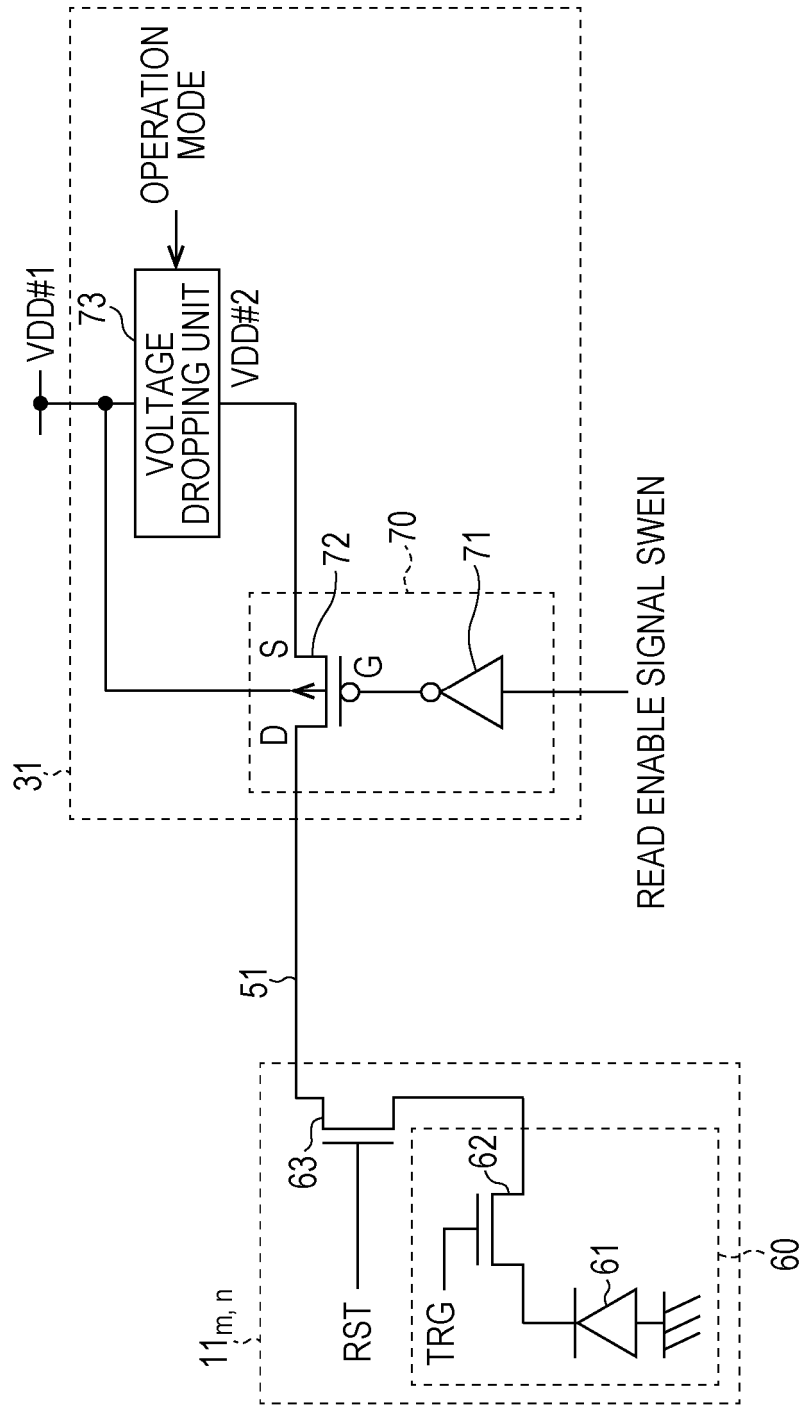 31
VDD#1
73
VOLTAGE
DROPPING UNIT
OPERATION
MODE
VDD#2
D
S
72
G
70
71
READ ENABLE SIGNAL SWEN
51
11m, n
63
RST
TRG
62
61
60